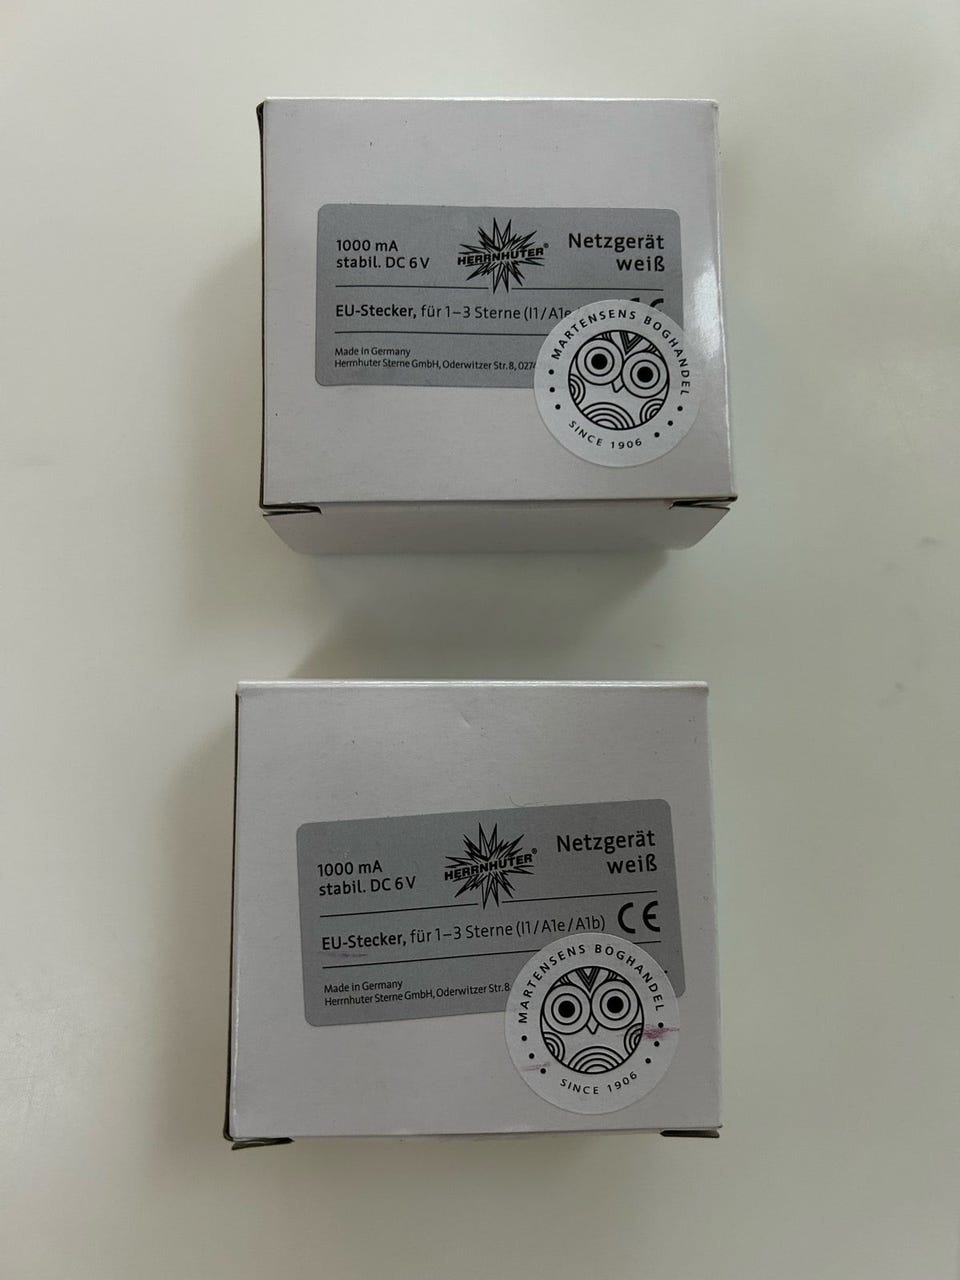 1000 mA
stabil. DC 6 V
HERRNHUTER®
Netzgerät
weiß
EU-Stecker, für 1–3 Sterne (I1/A1e
CE
Made in Germany
Herrnhuter Sterne GmbH, Oderwitzer Str. 8,
MARTENSENS BOGHANDEL
SINCE 1906
1000 mA
stabil. DC 6 V
HERRNHUTER®
Netzgerät
weiß
EU-Stecker, für 1–3 Sterne (I1/A1e/A1b)
CE
Made in Germany
Herrnhuter Sterne GmbH, Oderwitzer Str. 8,
MARTENSENS BOGHANDEL
SINCE 1906